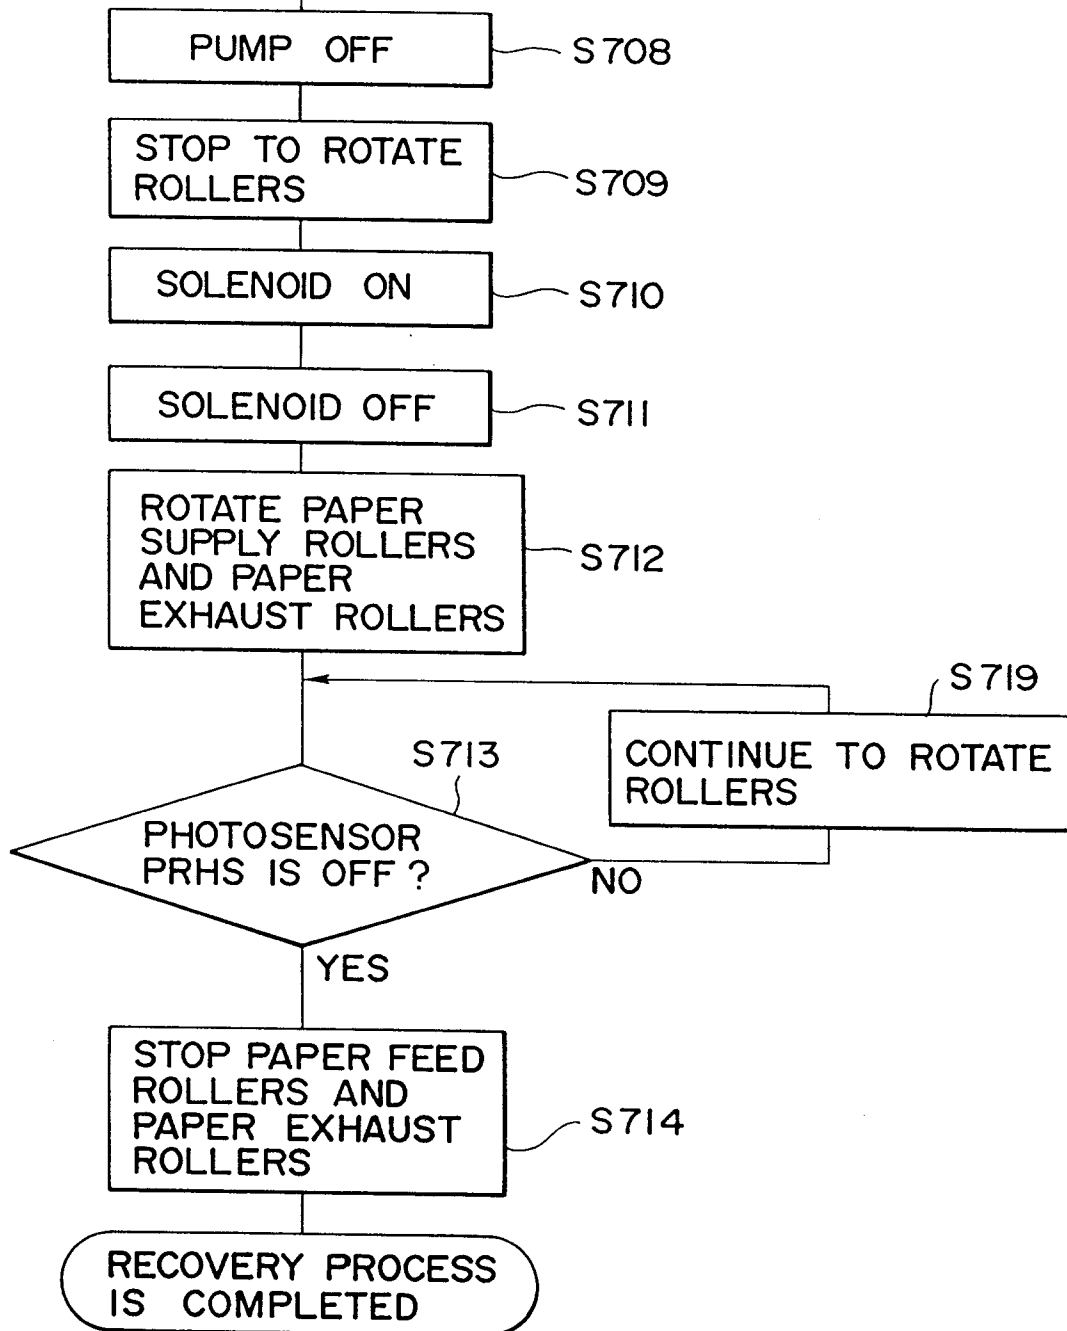 PUMP OFF
S708
STOP TO ROTATE
ROLLERS
S709
SOLENOID ON
S710
SOLENOID OFF
S711
ROTATE PAPER
SUPPLY ROLLERS
AND PAPER
EXHAUST ROLLERS
S712
S719
CONTINUE TO ROTATE
ROLLERS
S713
PHOTOSENSOR
PRHS IS OFF ?
NO
YES
STOP PAPER FEED
ROLLERS AND
PAPER EXHAUST
ROLLERS
S714
RECOVERY PROCESS
IS COMPLETED